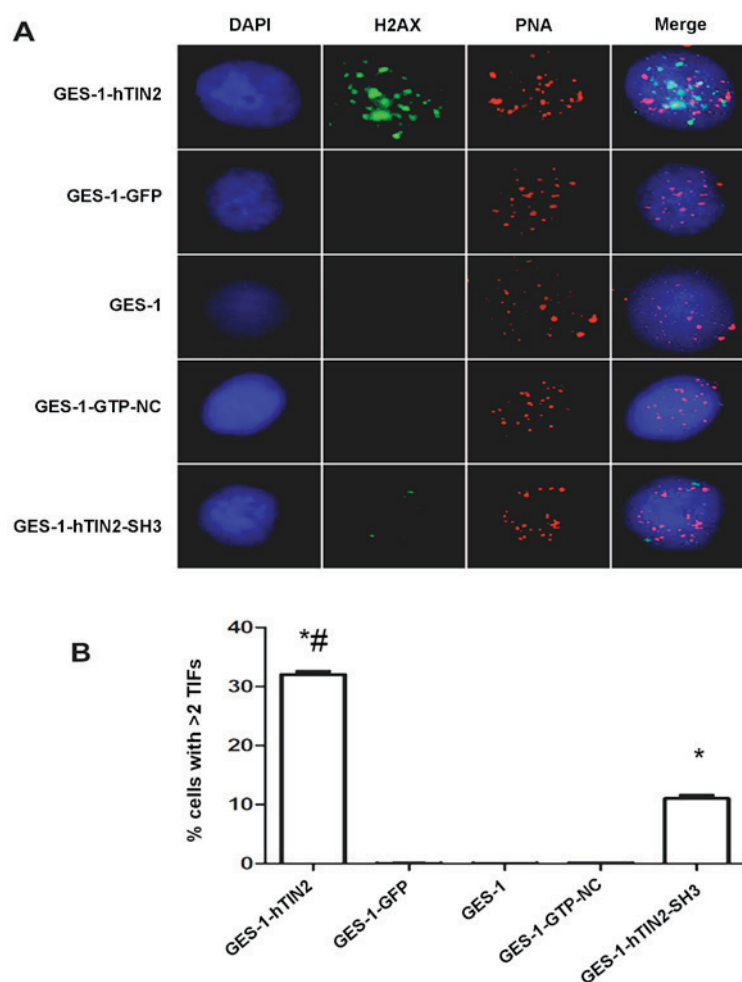 A
DAPI H2AX PNA Merge
GES-1-hTIN2
GES-1-GFP
GES-1
GES-1-GTP-NC
GES-1-hTIN2-SH3
B
% cells with >2 TIFs
40
30
20
10
0
*#
*
GES-1-hTIN2
GES-1-GFP
GES-1
GES-1-GTP-NC
GES-1-hTIN2-SH3